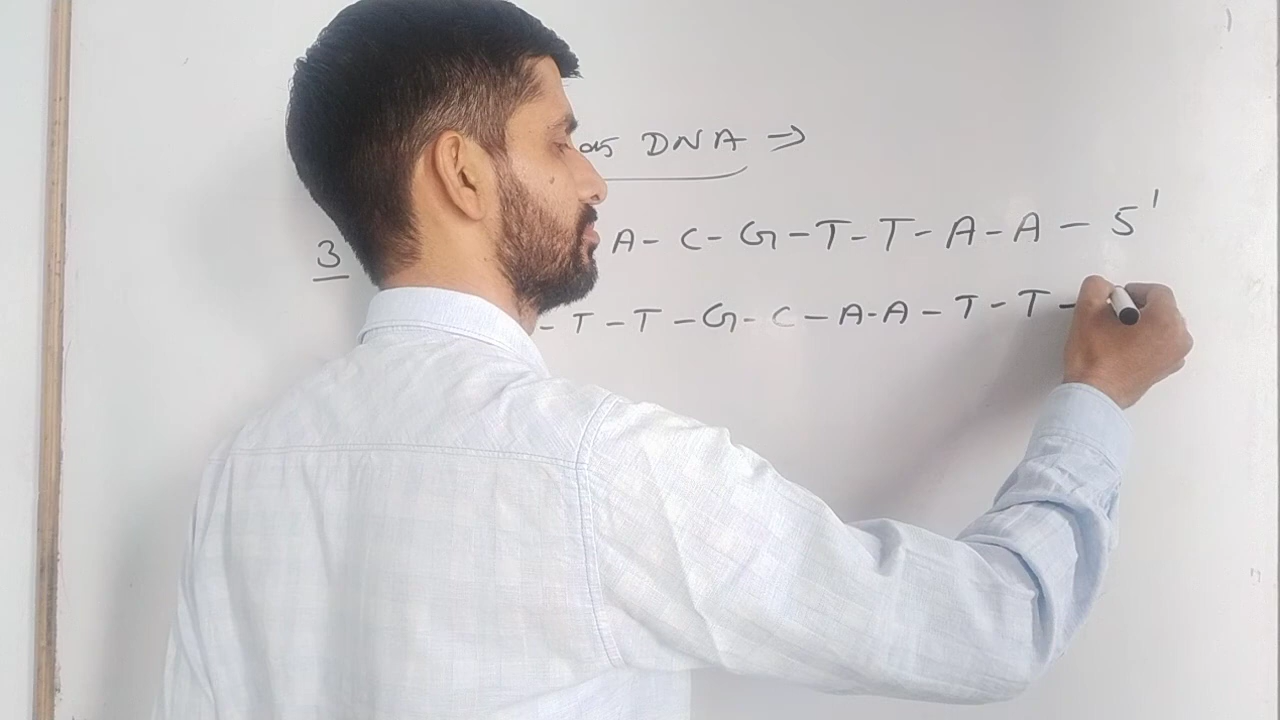 DNA →
3 A - C - G - T - T - A - A - 5'
- T - T - G - C - A - A - T - T -